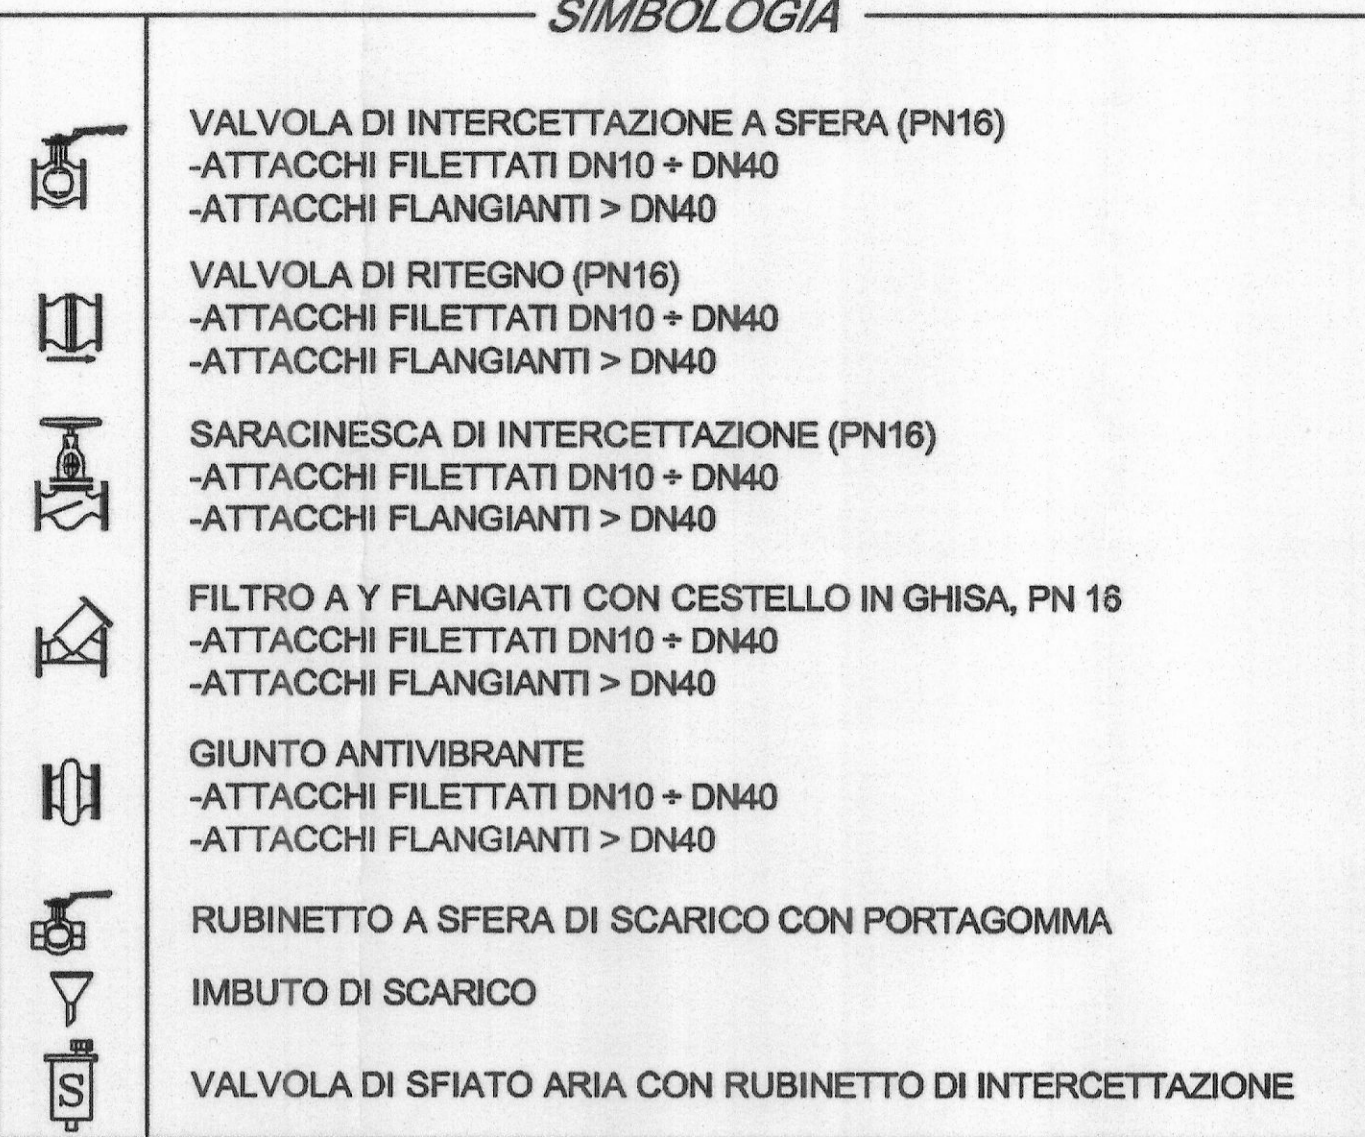 SIMBOLOGIA
VALVOLA DI INTERCETTAZIONE A SFERA (PN16)
-ATTACCHI FILETTATI DN10 ÷ DN40
-ATTACCHI FLANGIANTI > DN40
VALVOLA DI RITEGNO (PN16)
-ATTACCHI FILETTATI DN10 ÷ DN40
-ATTACCHI FLANGIANTI > DN40
SARACINESCA DI INTERCETTAZIONE (PN16)
-ATTACCHI FILETTATI DN10 ÷ DN40
-ATTACCHI FLANGIANTI > DN40
FILTRO A Y FLANGIATI CON CESTELLO IN GHISA, PN 16
-ATTACCHI FILETTATI DN10 ÷ DN40
-ATTACCHI FLANGIANTI > DN40
GIUNTO ANTIVIBRANTE
-ATTACCHI FILETTATI DN10 ÷ DN40
-ATTACCHI FLANGIANTI > DN40
RUBINETTO A SFERA DI SCARICO CON PORTAGOMMA
IMBUTO DI SCARICO
S
VALVOLA DI SFIATO ARIA CON RUBINETTO DI INTERCETTAZIONE